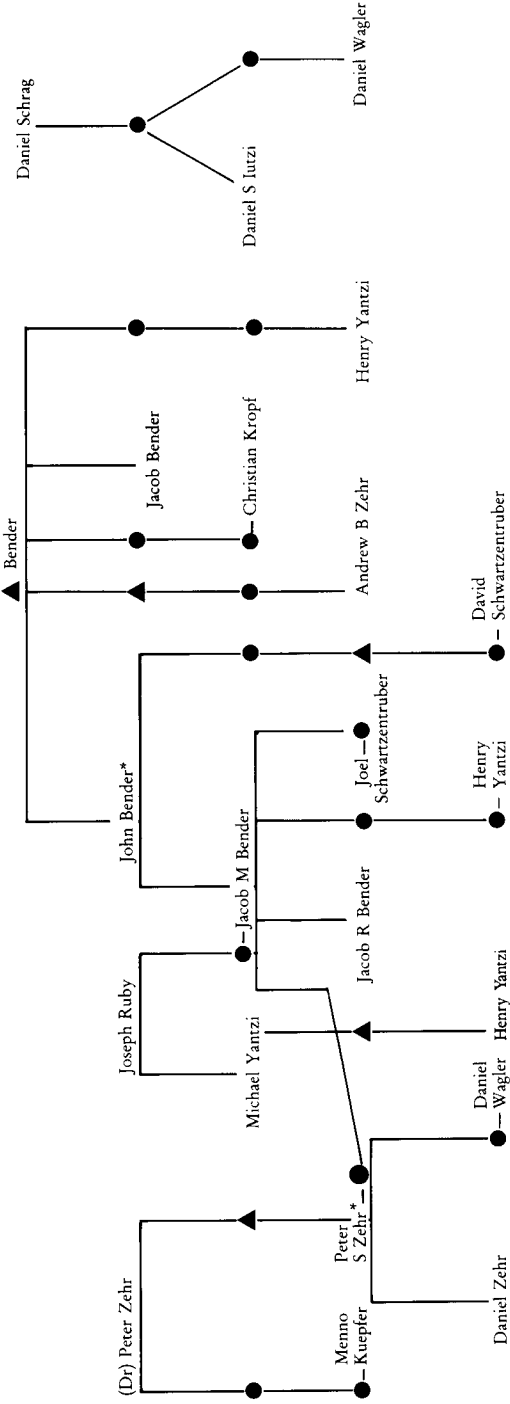 Bender
Daniel Schrag
(Dr) Peter Zehr
Joseph Ruby
John Bender*
Jacob Bender
Michael Yantzi
– Jacob M Bender
– Christian Kropf
Daniel S Iutzi
Menno
– Kuepfer
Peter
S Zehr* –
Jacob R Bender
Joel –
Schwartzentruber
Andrew B Zehr
Henry Yantzi
Daniel Wagler
Daniel Zehr
Daniel
– Wagler
Henry Yantzi
Henry
– Yantzi
David
– Schwartzentruber